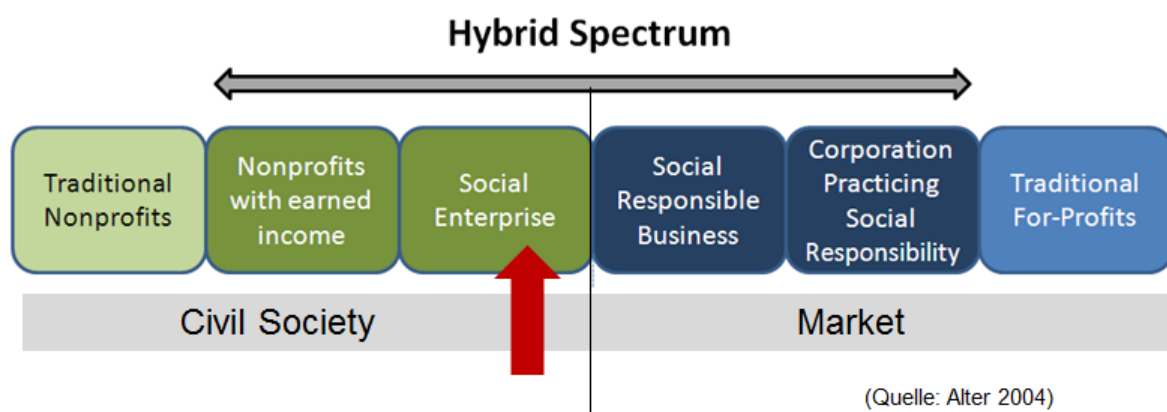 Hybrid Spectrum
Traditional
Nonprofits
Nonprofits
with earned
income
Social
Enterprise
Social
Responsible
Business
Corporation
Practicing
Social
Responsibility
Traditional
For-Profits
Civil Society
Market
(Quelle: Alter 2004)